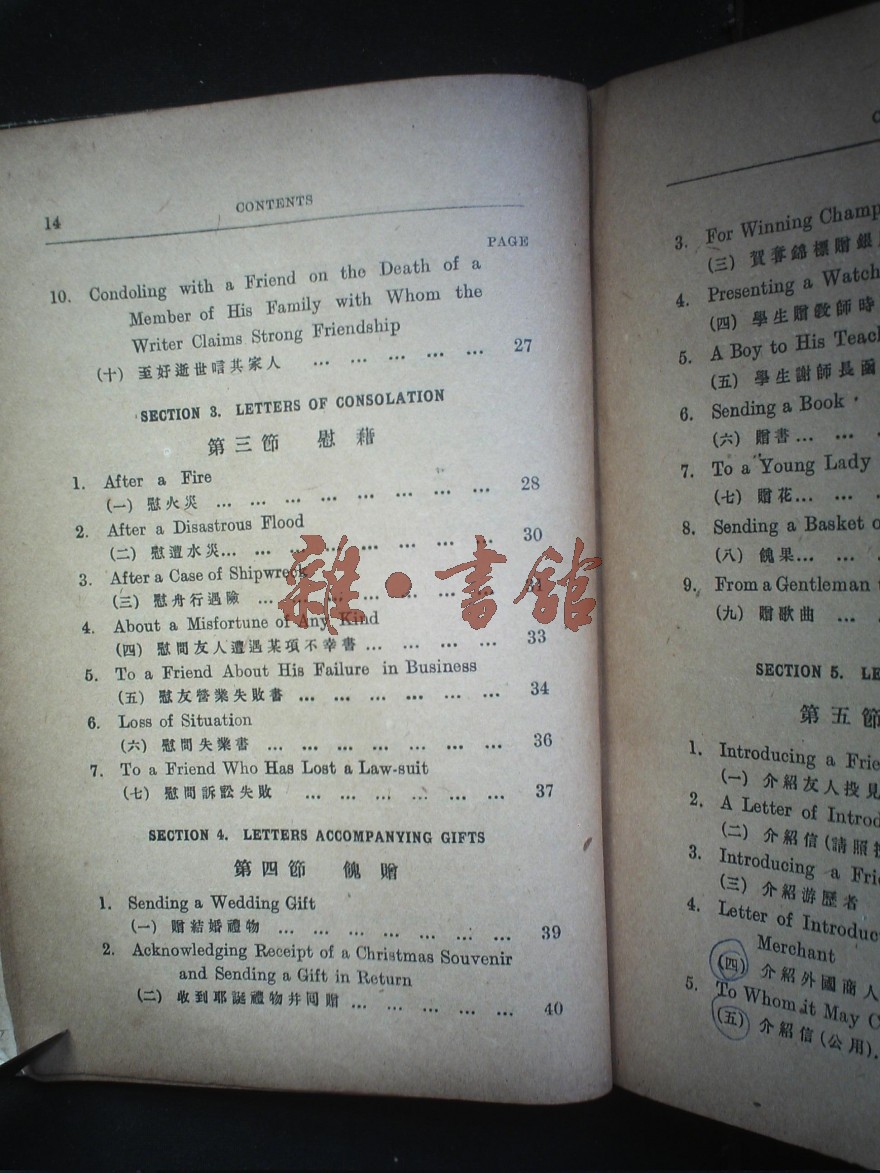 14
CONTENTS
PAGE
10. Condoling with a Friend on the Death of a
Member of His Family with Whom the
Writer Claims Strong Friendship
(十) 至好逝世唁其家人 ... ... ... ... ... 27
SECTION 3. LETTERS OF CONSOLATION
第三節 慰藉
1. After a Fire
(一) 慰火災 ... ... ... ... ... ... ... ... 28
2. After a Disastrous Flood
(二) 慰遭水災... ... ... ... ... ... ... 30
3. After a Case of Shipwreck
(三) 慰舟行遇險 ... ... ... ... ... ... ... 31
4. About a Misfortune of Any Kind
(四) 慰問友人遭遇某項不幸書 ... ... ... ... 33
5. To a Friend About His Failure in Business
(五) 慰友營業失敗書 ... ... ... ... ... ... 34
6. Loss of Situation
(六) 慰問失業書 ... ... ... ... ... ... ... 36
7. To a Friend Who Has Lost a Law-suit
(七) 慰問訴訟失敗 ... ... ... ... ... ... 37
SECTION 4. LETTERS ACCOMPANYING GIFTS
第四節 餽贈
1. Sending a Wedding Gift
(一) 贈結婚禮物 ... ... ... ... ... ... ... 39
2. Acknowledging Receipt of a Christmas Souvenir
and Sending a Gift in Return
(二) 收到耶誕禮物并囘贈 ... ... ... ... ... 40
雜·書館
3. For Winning Champ
(三) 賀奪錦標贈銀
4. Presenting a Watch
(四) 學生贈教師時
5. A Boy to His Teac
(五) 學生謝師長函
6. Sending a Book
(六) 贈書... ...
7. To a Young Lady
(七) 贈花... ...
8. Sending a Basket o
(八) 餽果... ...
9. From a Gentleman
(九) 贈歌曲 ...
SECTION 5. LE
第五節
1. Introducing a Frie
(一) 介紹友人投見
2. A Letter of Introd
(二) 介紹信(請照
3. Introducing a Frie
(三) 介紹游歷者
4. Letter of Introduc
Merchant
(四) 介紹外國商人
5. To Whom it May C
(五) 介紹信(公用).